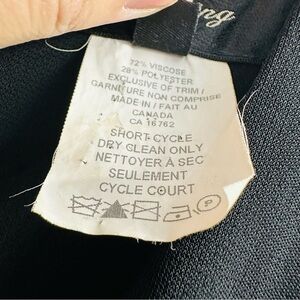 ng
72% VISCOSE
28% POLYESTER
EXCLUSIVE OF TRIM /
GARNITURE NON COMPRISE
MADE IN / FAIT AU
CANADA
CA 16762
SHORT CYCLE
DRY CLEAN ONLY
NETTOYER À SEC
SEULEMENT
CYCLE COURT
P